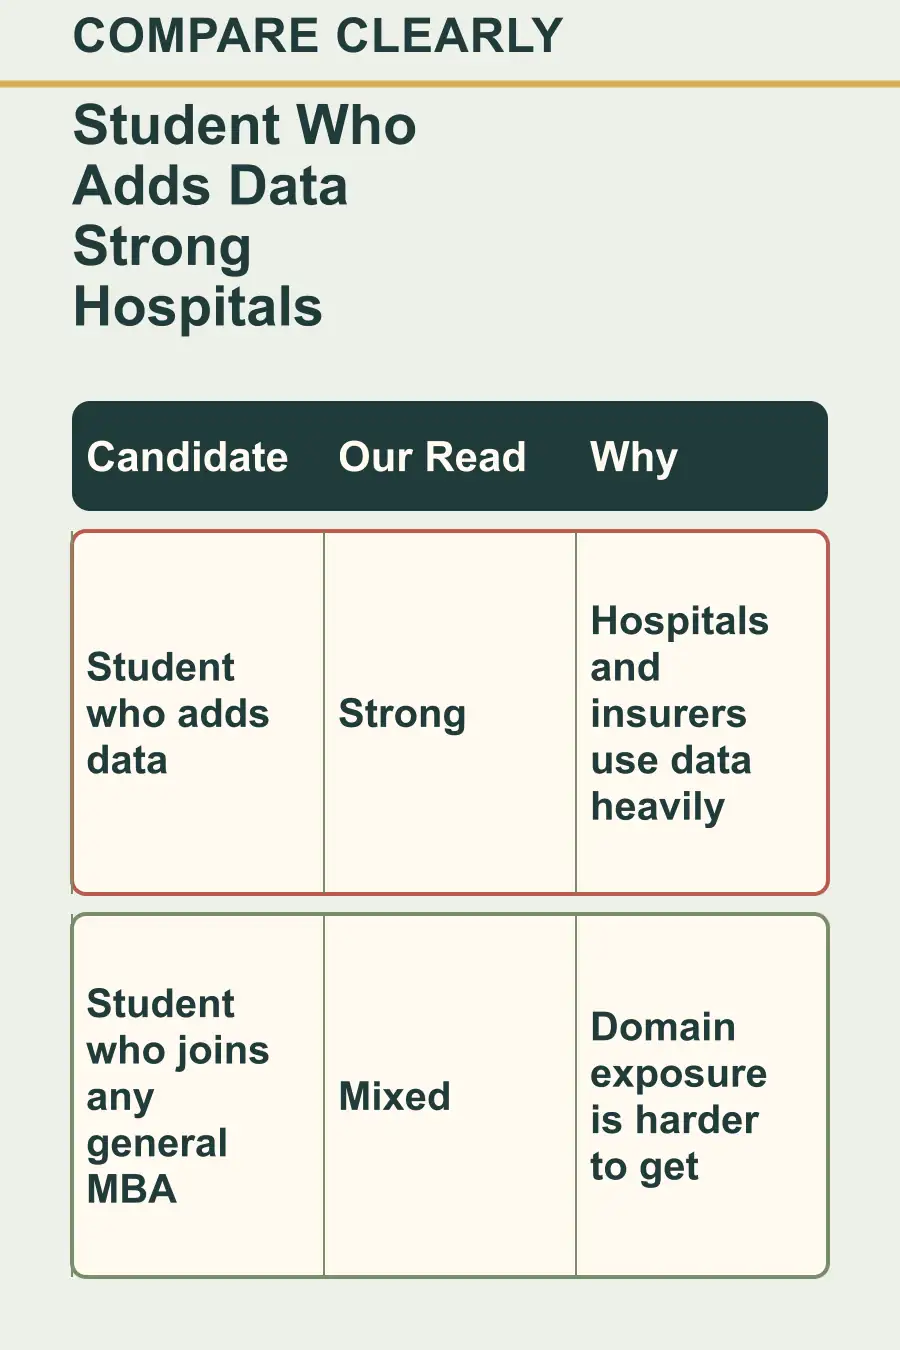 COMPARE CLEARLY
Student Who
Adds Data
Strong
Hospitals
Candidate Our Read Why
Student
who adds
data
Strong
Hospitals
and
insurers
use data
heavily
Student
who joins
any
general
MBA
Mixed
Domain
exposure
is harder
to get